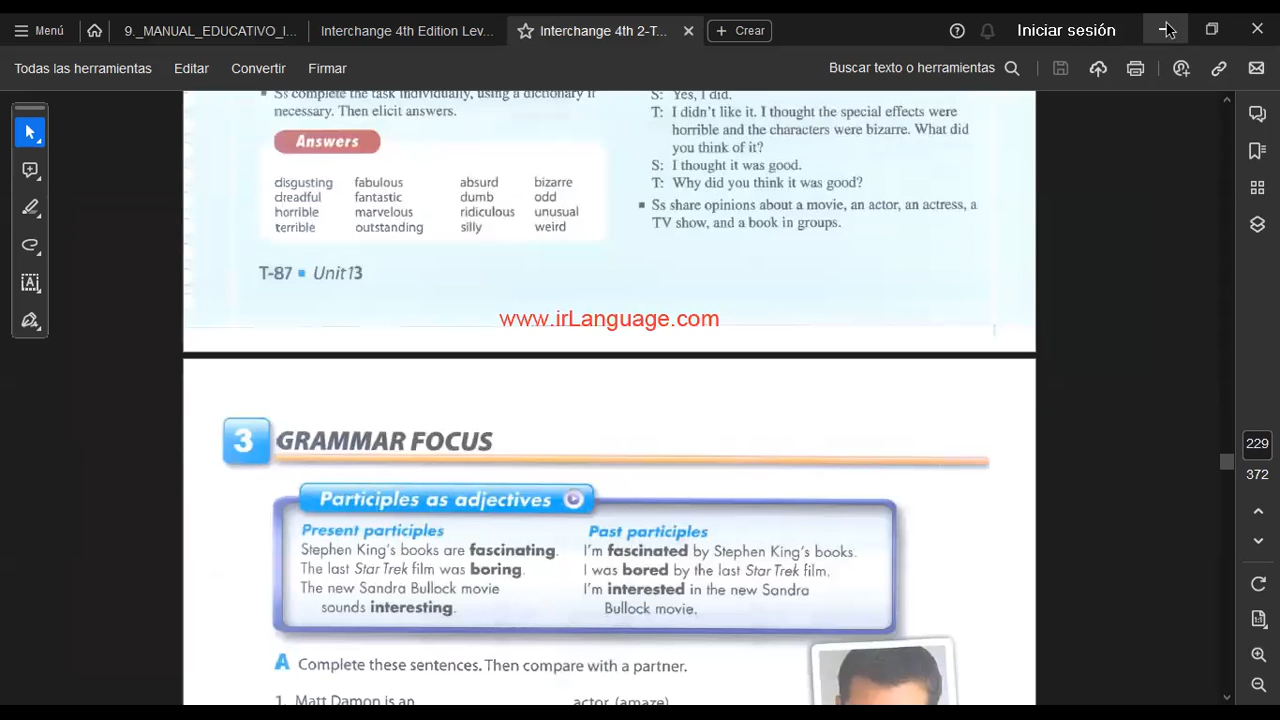 Menú
9._MANUAL_EDUCATIVO_I...
Interchange 4th Edition Lev...
Interchange 4th 2-T...
Crear
Iniciar sesión
Todas las herramientas
Editar
Convertir
Firmar
Buscar texto o herramientas
Ss complete the task individually, using a dictionary if
necessary. Then elicit answers.
Answers
disgusting fabulous absurd bizarre
dreadful fantastic dumb odd
horrible marvelous ridiculous unusual
terrible outstanding silly weird
T-87 ▪ Unit 13
S: Yes, I did.
T: I didn't like it. I thought the special effects were
horrible and the characters were bizarre. What did
you think of it?
S: I thought it was good.
T: Why did you think it was good?
▪ Ss share opinions about a movie, an actor, an actress, a
TV show, and a book in groups.
www.irLanguage.com
3 GRAMMAR FOCUS
Participles as adjectives
Present participles
Stephen King's books are fascinating.
The last Star Trek film was boring.
The new Sandra Bullock movie
sounds interesting.
Past participles
I'm fascinated by Stephen King's books.
I was bored by the last Star Trek film.
I'm interested in the new Sandra
Bullock movie.
A Complete these sentences. Then compare with a partner.
1. Matt Damon is an actor. (amaze)
229
372